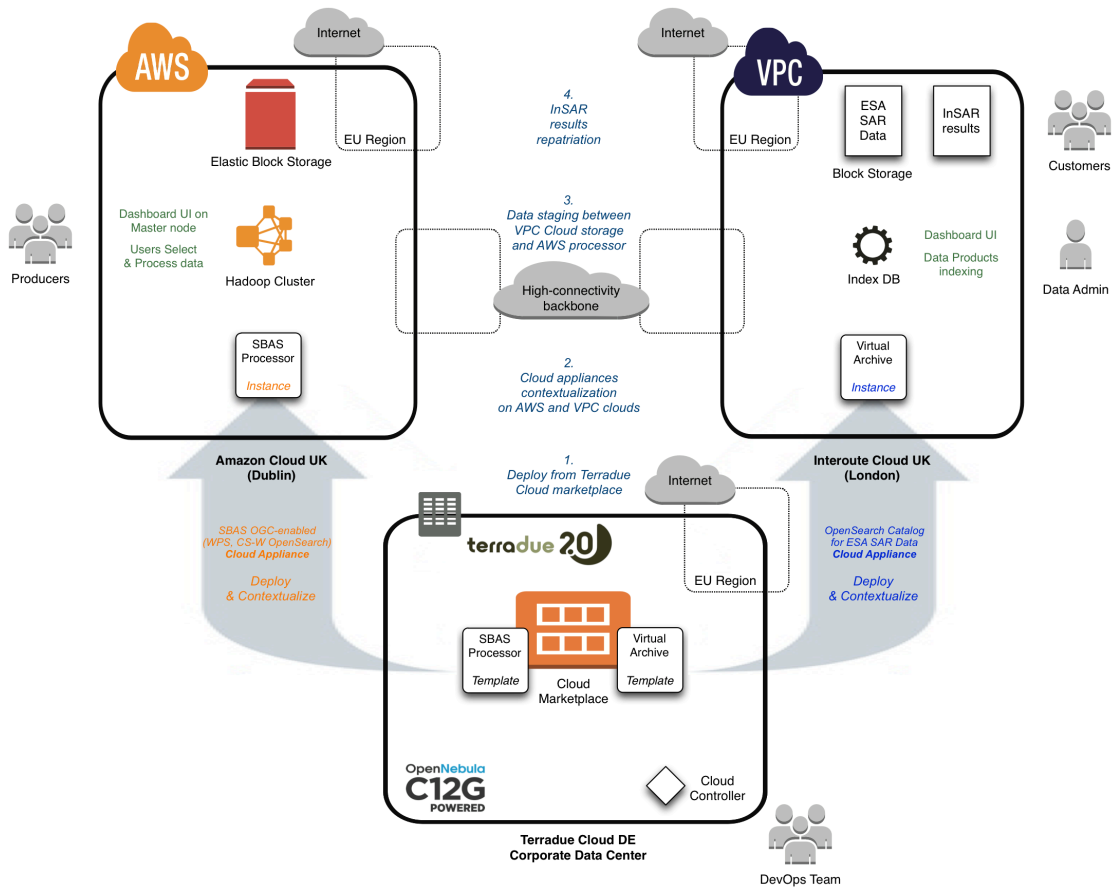 Internet
AWS
EU Region
Elastic Block Storage
Dashboard UI on
Master node
Users Select
& Process data
Hadoop Cluster
Producers
SBAS
Processor
Instance
Amazon Cloud UK
(Dublin)
SBAS OGC-enabled
(WPS, CS-W OpenSearch)
Cloud Appliance
Deploy
& Contextualize
4.
InSAR
results
repatriation
3.
Data staging between
VPC Cloud storage
and AWS processor
High-connectivity
backbone
2.
Cloud appliances
contextualization
on AWS and VPC clouds
1.
Deploy from Terradue
Cloud marketplace
Internet
VPC
EU Region
ESA
SAR
Data
InSAR
results
Block Storage
Customers
Dashboard UI
Data Products
indexing
Index DB
Data Admin
Virtual
Archive
Instance
Interoute Cloud UK
(London)
OpenSearch Catalog
for ESA SAR Data
Cloud Appliance
Deploy
& Contextualize
Internet
EU Region
terradue 2.0
SBAS
Processor
Template
Virtual
Archive
Template
Cloud
Marketplace
OpenNebula
C12G
POWERED
Cloud
Controller
Terradue Cloud DE
Corporate Data Center
DevOps Team